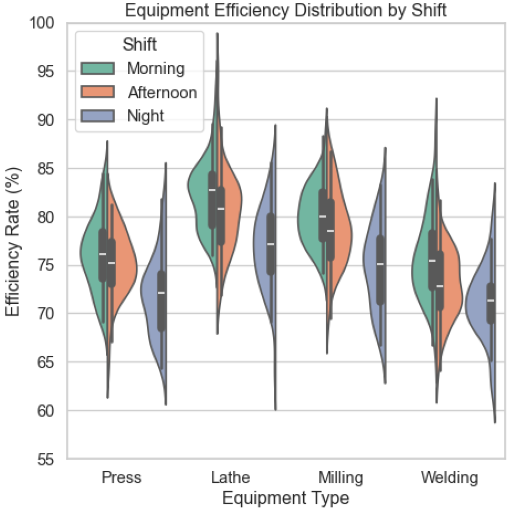 Equipment Efficiency Distribution by Shift
Efficiency Rate (%)
100
95
90
85
80
75
70
65
60
55
Shift
Morning
Afternoon
Night
Press Lathe Milling Welding
Equipment Type